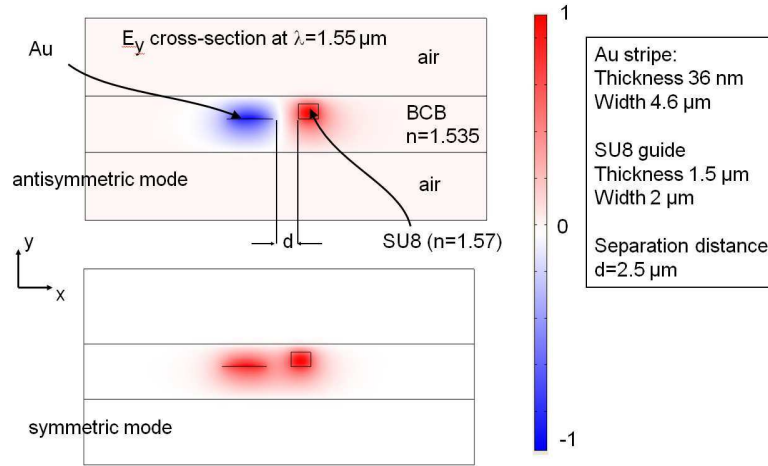 Au
E_y cross-section at λ=1.55 µm
air
BCB
n=1.535
air
antisymmetric mode
d
SU8 (n=1.57)
y
x
symmetric mode
1
0
-1
Au stripe:
Thickness 36 nm
Width 4.6 µm
SU8 guide
Thickness 1.5 µm
Width 2 µm
Separation distance
d=2.5 µm